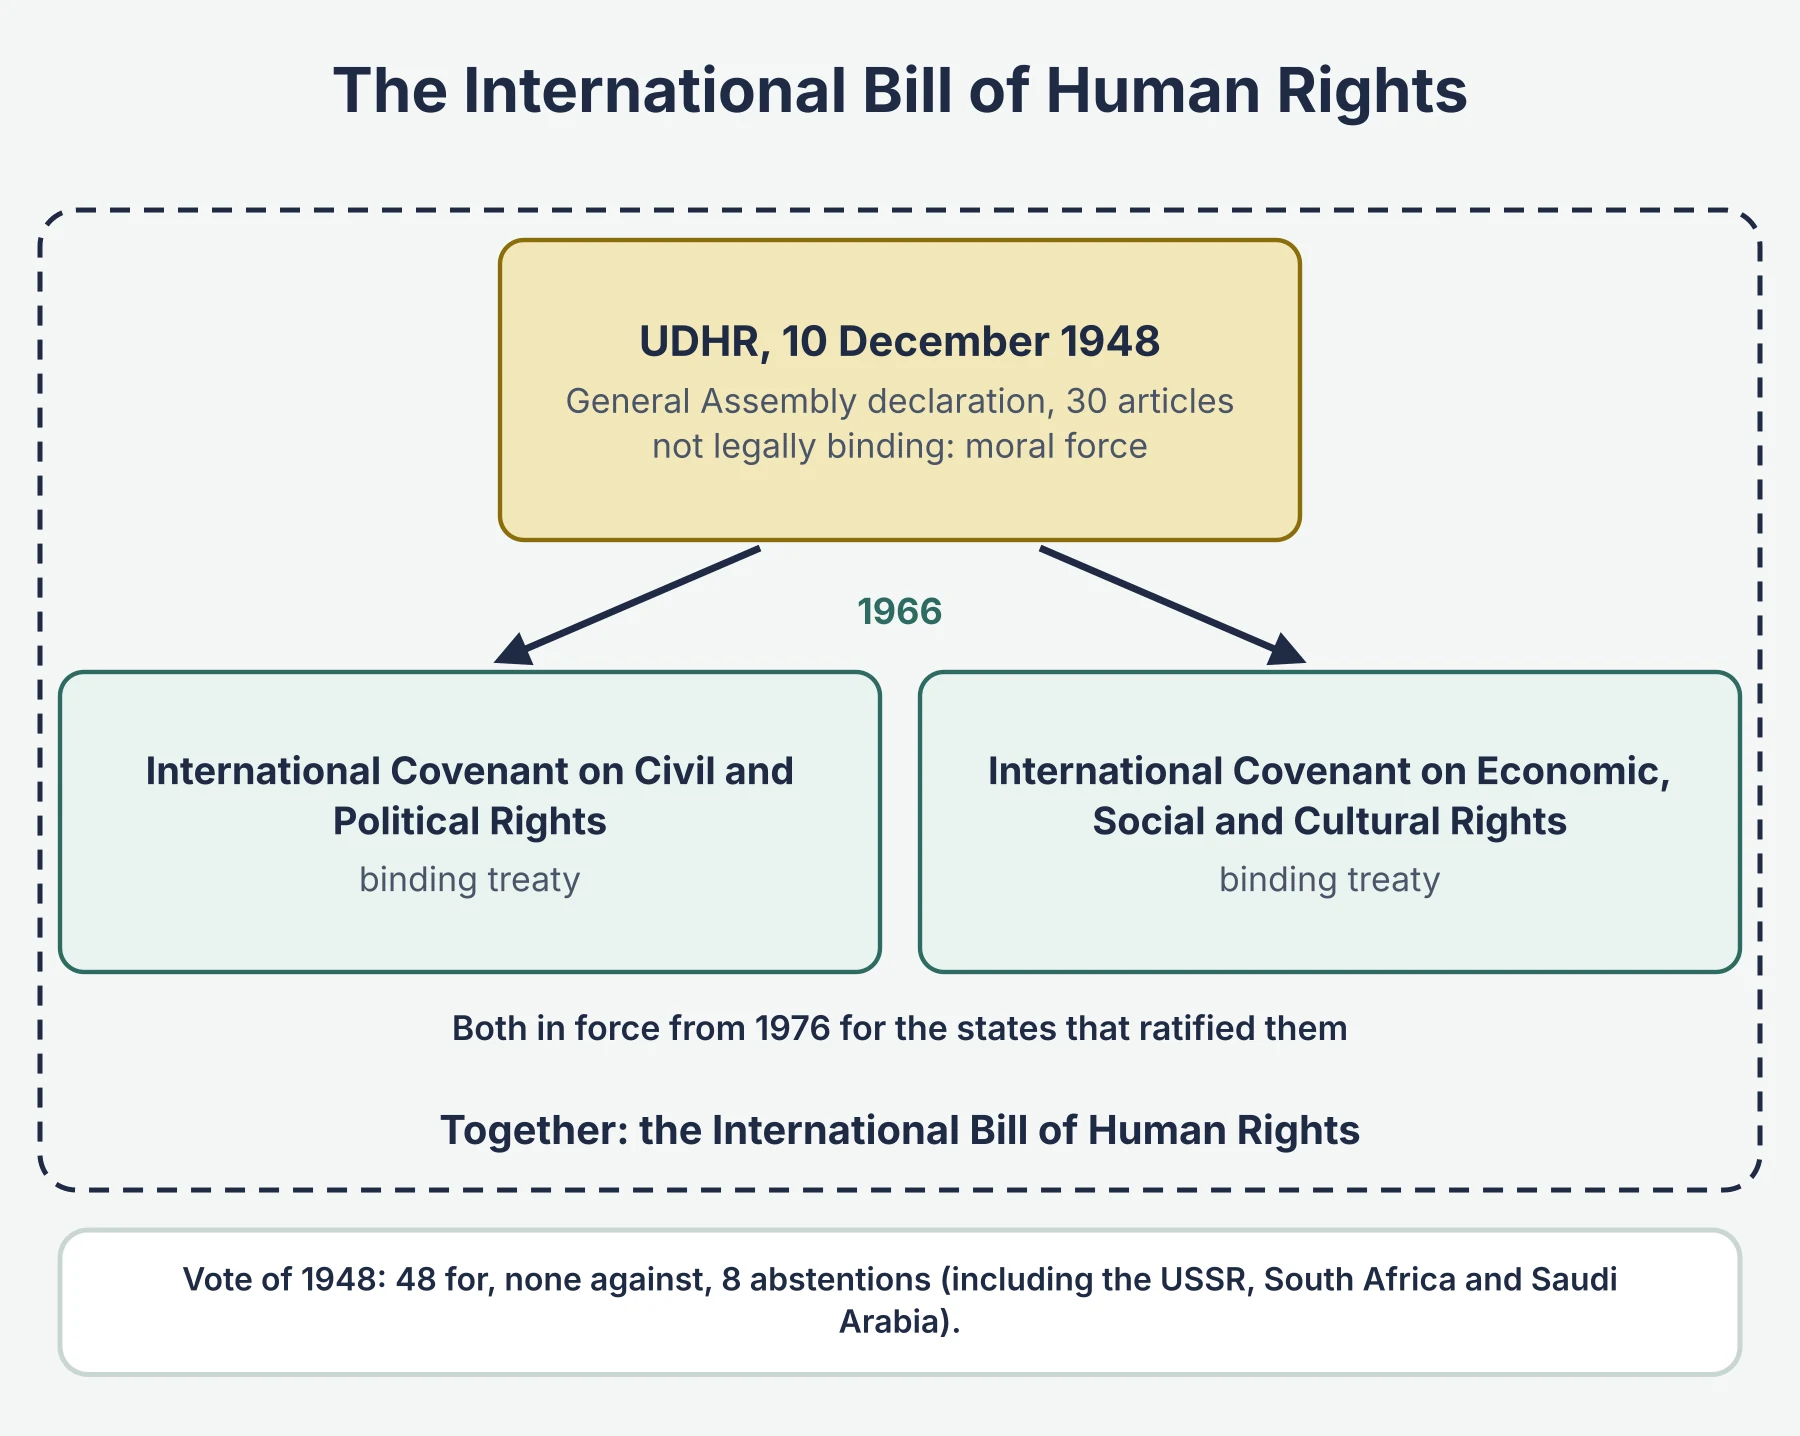 The International Bill of Human Rights
UDHR, 10 December 1948
General Assembly declaration, 30 articles
not legally binding: moral force
1966
International Covenant on Civil and
Political Rights
binding treaty
International Covenant on Economic,
Social and Cultural Rights
binding treaty
Both in force from 1976 for the states that ratified them
Together: the International Bill of Human Rights
Vote of 1948: 48 for, none against, 8 abstentions (including the USSR, South Africa and Saudi
Arabia).